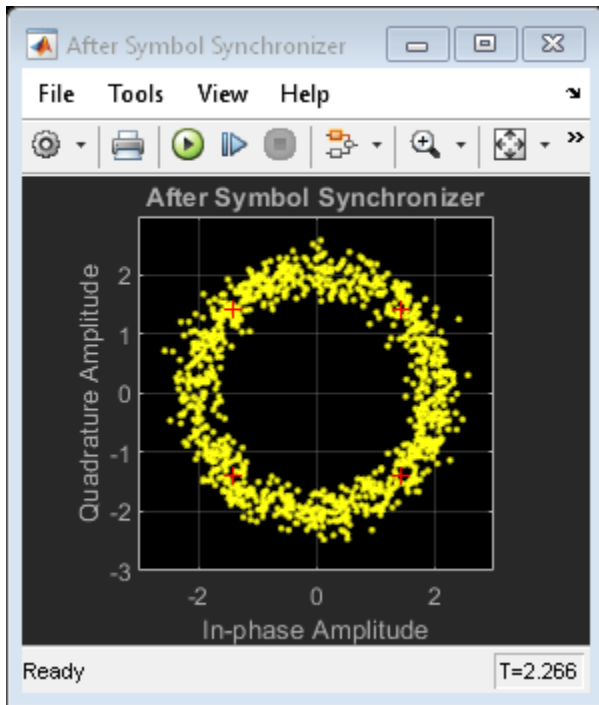 After Symbol Synchronizer
File Tools View Help
After Symbol Synchronizer
Quadrature Amplitude
2
1
0
-1
-2
-3
-2 0 2
In-phase Amplitude
Ready T=2.266